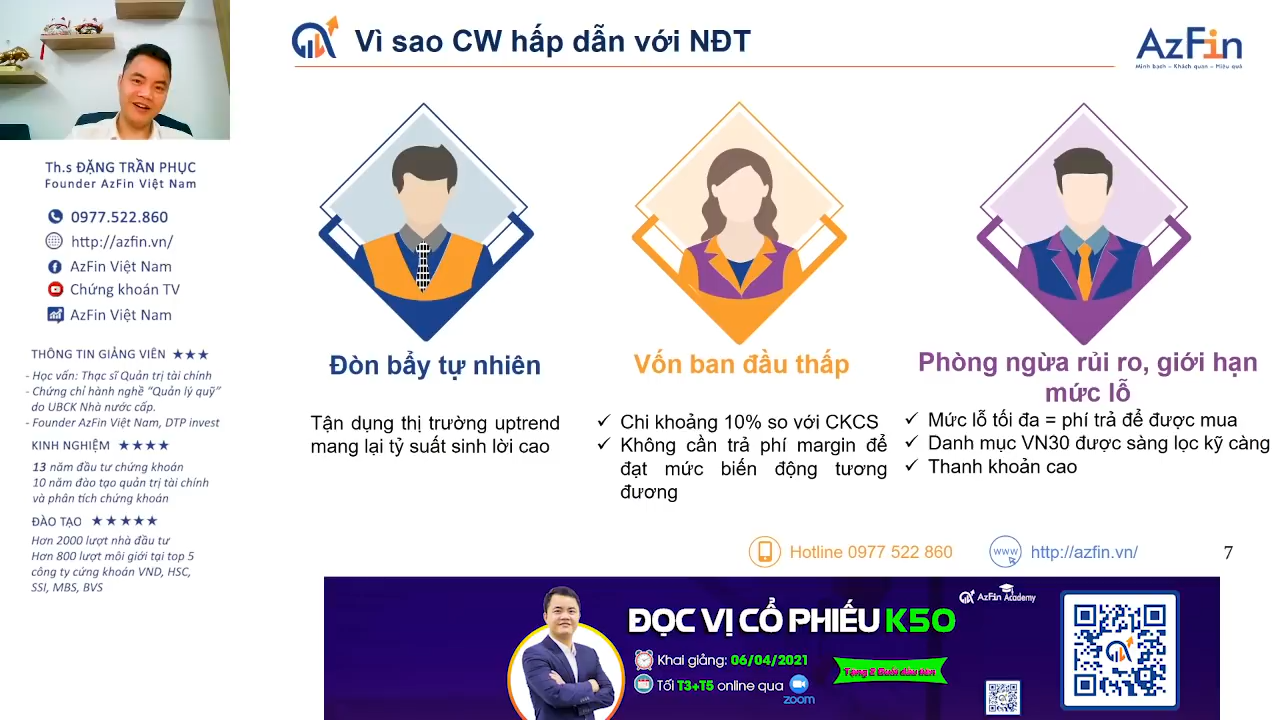 Vì sao CW hấp dẫn với NĐT
AzFin
Minh bạch - Khách quan - Hiệu quả
Th.s ĐẶNG TRẦN PHỤC
Founder AzFin Việt Nam
0977.522.860
http://azfin.vn/
AzFin Việt Nam
Chứng khoán TV
AzFin Việt Nam
THÔNG TIN GIẢNG VIÊN ★★★
- Học vấn: Thạc sĩ Quản trị tài chính
- Chứng chỉ hành nghề "Quản lý quỹ"
do UBCK Nhà nước cấp.
- Founder AzFin Việt Nam, DTP invest
KINH NGHIỆM ★★★★
13 năm đầu tư chứng khoán
10 năm đào tạo quản trị tài chính
và phân tích chứng khoán
ĐÀO TẠO ★★★★★
Hơn 2000 lượt nhà đầu tư
Hơn 800 lượt môi giới tại top 5
công ty cứng khoán VND, HSC,
SSI, MBS, BVS
Đòn bẩy tự nhiên
Tận dụng thị trường uptrend
mang lại tỷ suất sinh lời cao
Vốn ban đầu thấp
✓ Chi khoảng 10% so với CKCS
✓ Không cần trả phí margin để
đạt mức biến động tương
đương
Phòng ngừa rủi ro, giới hạn
mức lỗ
✓ Mức lỗ tối đa = phí trả để được mua
✓ Danh mục VN30 được sàng lọc kỹ càng
✓ Thanh khoản cao
Hotline 0977 522 860
www
http://azfin.vn/
7
ĐỌC VỊ CỔ PHIẾU K50
AzFin Academy
Khai giảng: 06/04/2021
Tối T3+T5 online qua zoom
Tặng 2 Buổi đầu tiên